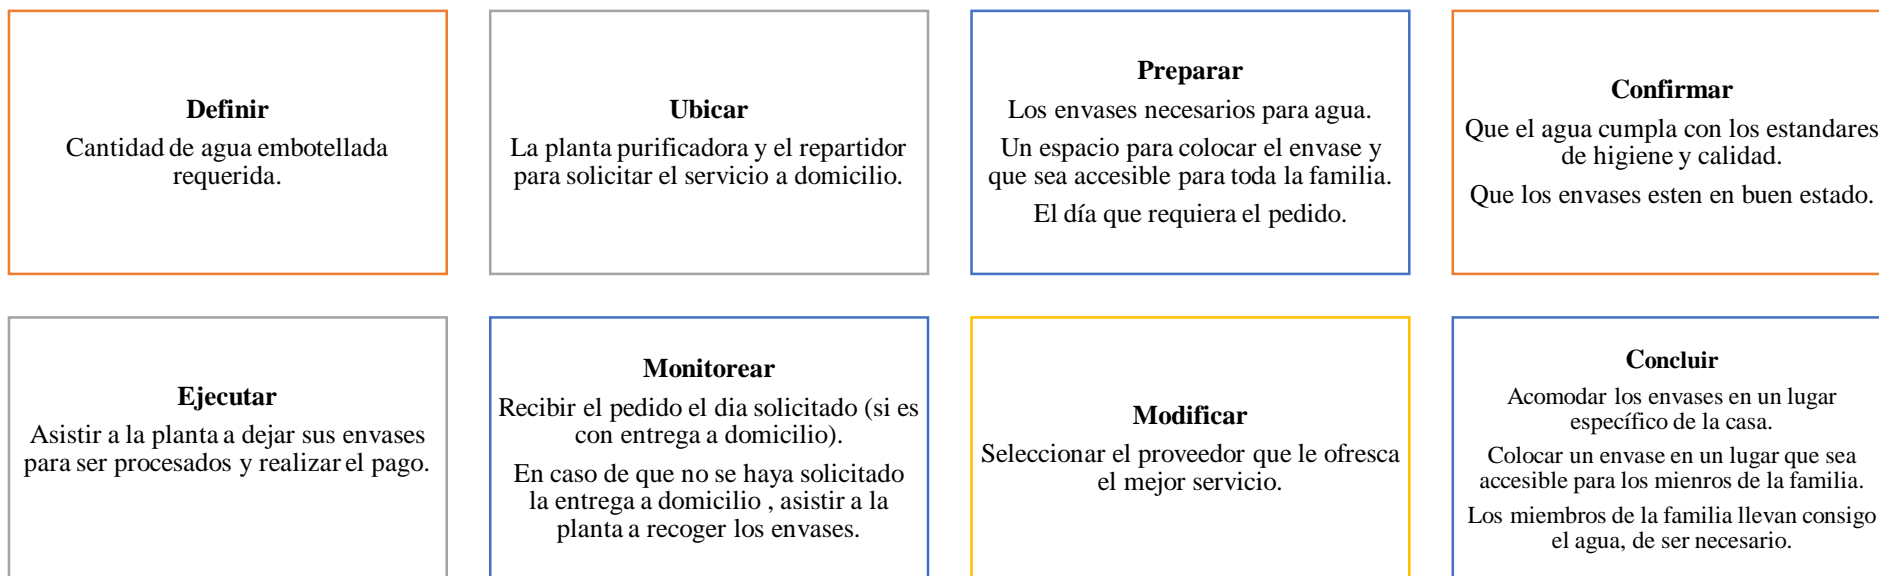 Definir
Cantidad de agua embotellada
requerida.
Ubicar
La planta purificadora y el repartidor
para solicitar el servicio a domicilio.
Preparar
Los envases necesarios para agua.
Un espacio para colocar el envase y
que sea accesible para toda la familia.
El día que requiera el pedido.
Confirmar
Que el agua cumpla con los estandares
de higiene y calidad.
Que los envases esten en buen estado.
Ejecutar
Asistir a la planta a dejar sus envases
para ser procesados y realizar el pago.
Monitorear
Recibir el pedido el dia solicitado (si es
con entrega a domicilio).
En caso de que no se haya solicitado
la entrega a domicilio , asistir a la
planta a recoger los envases.
Modificar
Seleccionar el proveedor que le ofresca
el mejor servicio.
Concluir
Acomodar los envases en un lugar
específico de la casa.
Colocar un envase en un lugar que sea
accesible para los mienros de la familia.
Los miembros de la familia llevan consigo
el agua, de ser necesario.